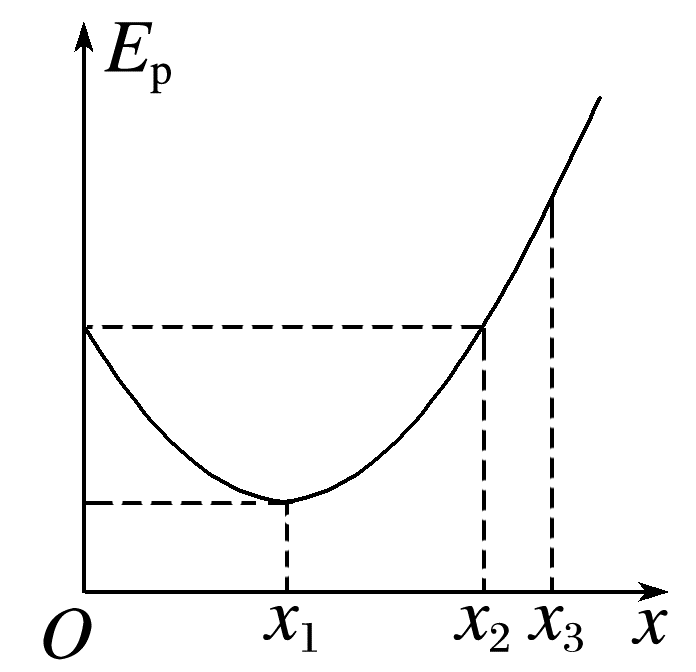 Eₚ
O x₁ x₂ x₃ x